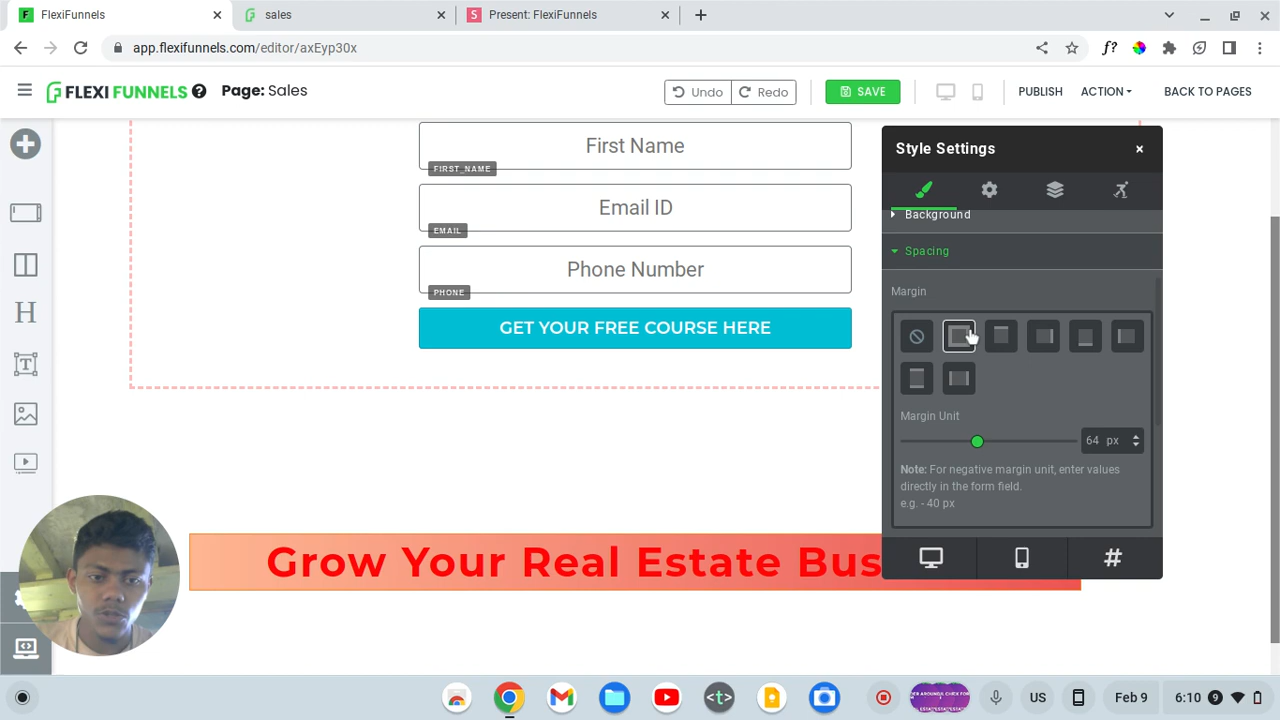 FlexiFunnels
sales
Present: FlexiFunnels
app.flexifunnels.com/editor/axEyp30x
f?
FLEXI FUNNELS
Page: Sales
Undo
Redo
SAVE
PUBLISH
ACTION
BACK TO PAGES
First Name
FIRST_NAME
Email ID
EMAIL
Phone Number
PHONE
GET YOUR FREE COURSE HERE
Grow Your Real Estate Bus
Style Settings
Background
Spacing
Margin
Margin Unit
64 px
Note: For negative margin unit, enter values
directly in the form field.
e.g. - 40 px
US
Feb 9
6:10
9